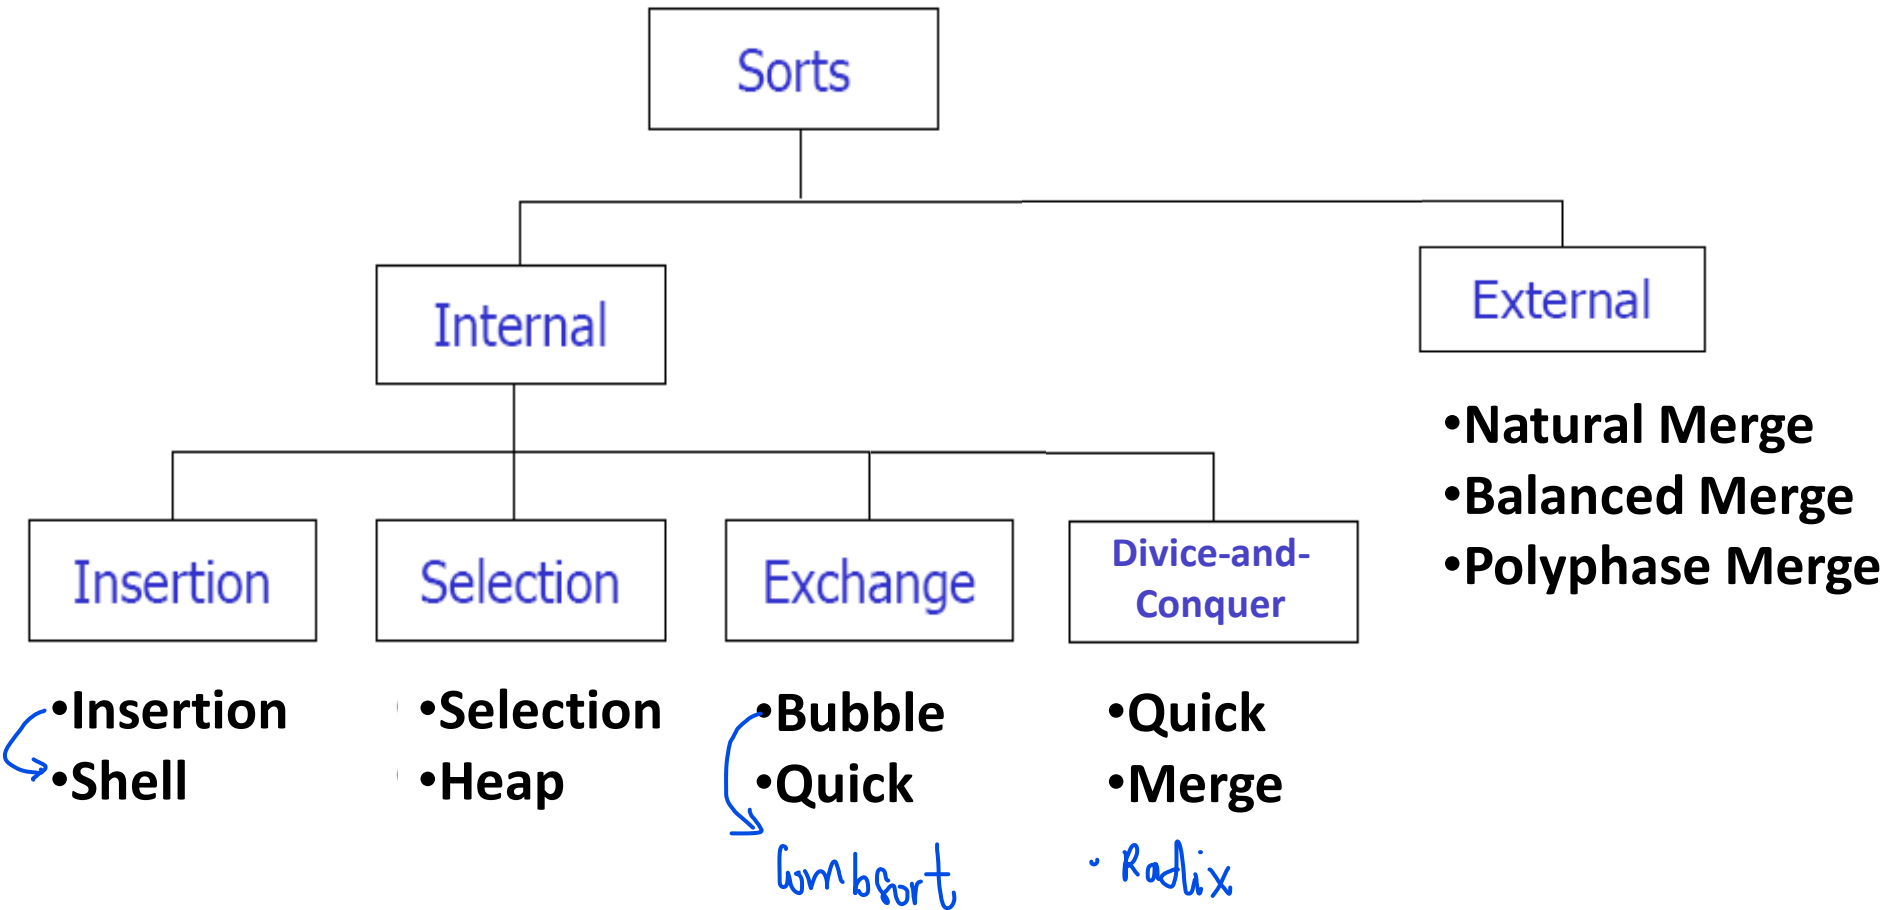 Sorts
Internal
External
•Natural Merge
•Balanced Merge
•Polyphase Merge
Insertion
Selection
Exchange
Divice-and-
Conquer
•Insertion
•Shell
•Selection
•Heap
•Bubble
•Quick
Combsort
•Quick
•Merge
• Radix